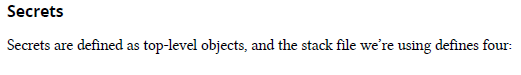 Secrets
Secrets are defined as top-level objects, and the stack file we’re using defines four: